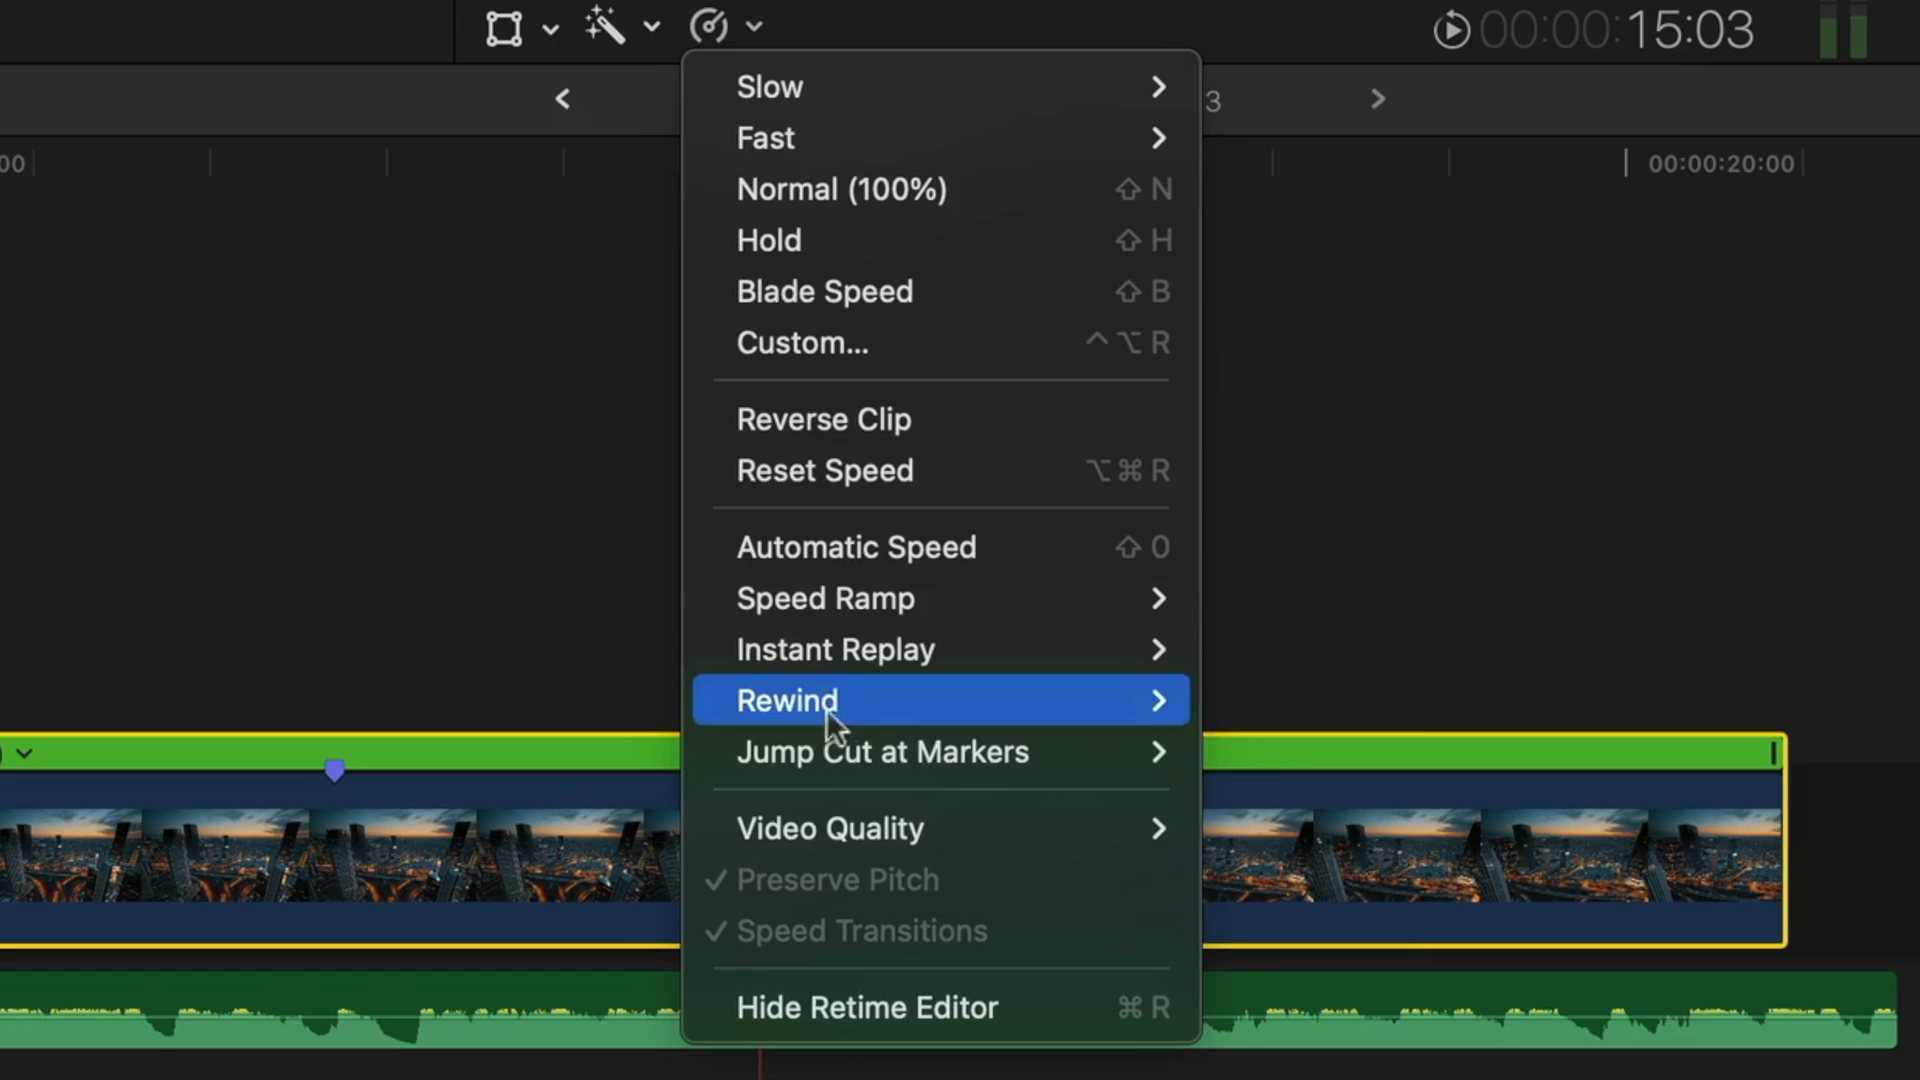 00:00:15:03
Slow
3
Fast
00
00:00:20:00
Normal (100%) ⇧ N
Hold ⇧ H
Blade Speed ⇧ B
Custom... ^ ⌥ R
Reverse Clip
Reset Speed ⌥ ⌘ R
Automatic Speed ⇧ O
Speed Ramp
Instant Replay
Rewind
Jump Cut at Markers
Video Quality
✓ Preserve Pitch
✓ Speed Transitions
Hide Retime Editor ⌘ R